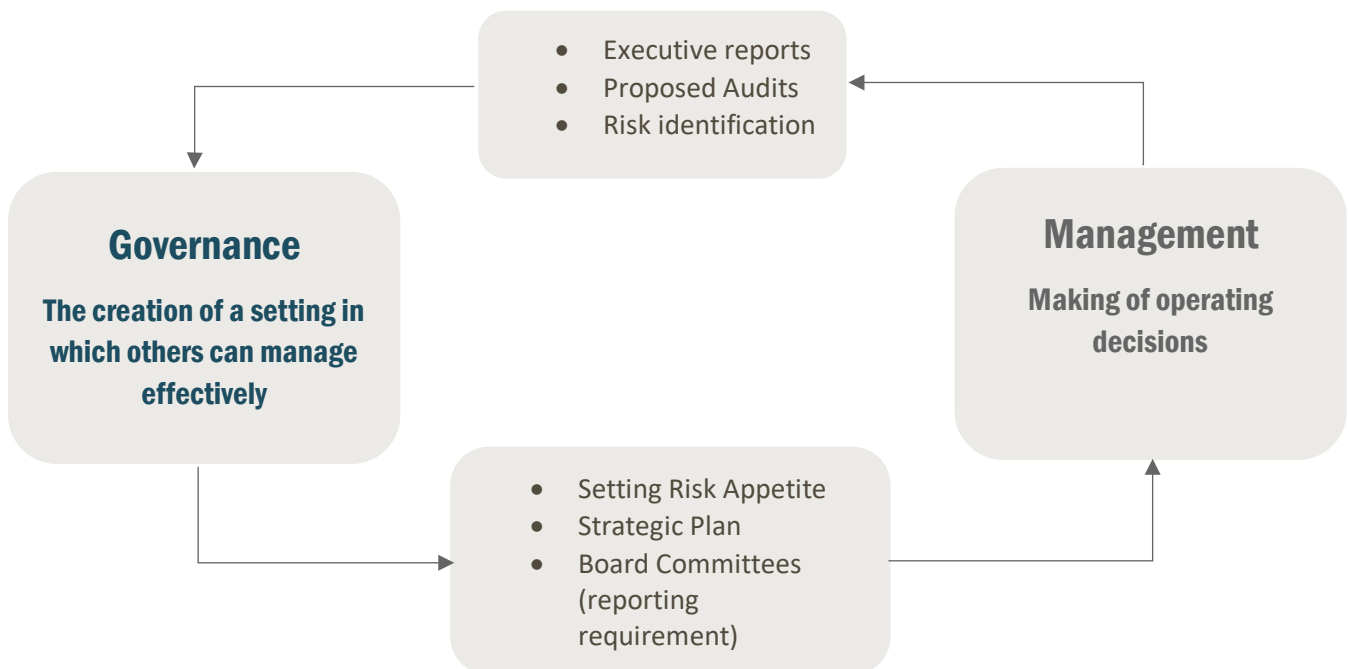 • Executive reports
• Proposed Audits
• Risk identification
Governance
The creation of a setting in
which others can manage
effectively
Management
Making of operating
decisions
• Setting Risk Appetite
• Strategic Plan
• Board Committees
(reporting
requirement)